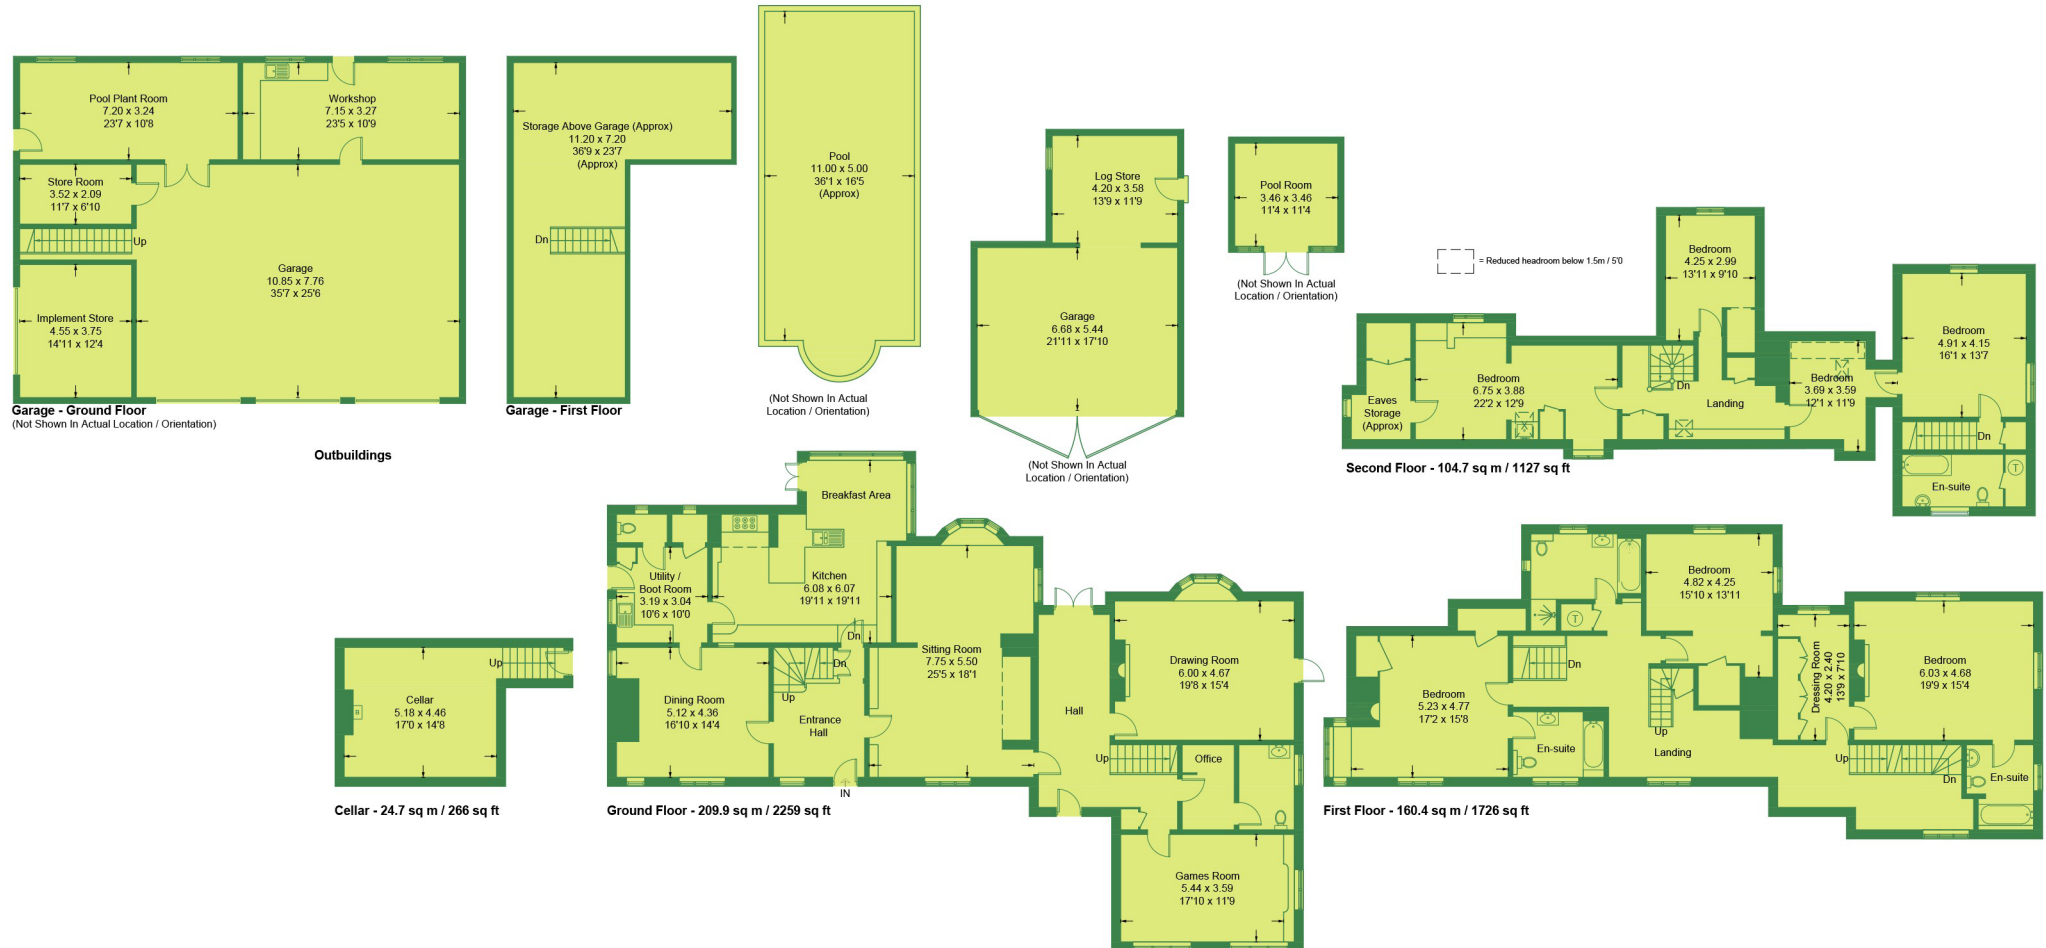 Pool Plant Room
7.20 x 3.24
23'7 x 10'8
Workshop
7.15 x 3.27
23'5 x 10'9
Store Room
3.52 x 2.09
11'7 x 6'10
Up
Garage
10.85 x 7.76
35'7 x 25'6
Implement Store
4.55 x 3.75
14'11 x 12'4
Garage - Ground Floor
(Not Shown In Actual Location / Orientation)
Storage Above Garage (Approx)
11.20 x 7.20
36'9 x 23'7
(Approx)
Dn
Garage - First Floor
Outbuildings
Pool
11.00 x 5.00
36'1 x 16'5
(Approx)
(Not Shown In Actual
Location / Orientation)
Log Store
4.20 x 3.58
13'9 x 11'9
Garage
6.68 x 5.44
21'11 x 17'10
(Not Shown In Actual
Location / Orientation)
Pool Room
3.46 x 3.46
11'4 x 11'4
(Not Shown In Actual
Location / Orientation)
= Reduced headroom below 1.5m / 5'0
Bedroom
4.25 x 2.99
13'11 x 9'10
Bedroom
4.91 x 4.15
16'1 x 13'7
Bedroom
6.75 x 3.88
22'2 x 12'9
Dn
Landing
Bedroom
3.69 x 3.59
12'1 x 11'9
Eaves
Storage
(Approx)
Dn
En-suite
T
Second Floor - 104.7 sq m / 1127 sq ft
Cellar
5.18 x 4.46
17'0 x 14'8
Up
Cellar - 24.7 sq m / 266 sq ft
Breakfast Area
Utility /
Boot Room
3.19 x 3.04
10'6 x 10'0
Kitchen
6.08 x 6.07
19'11 x 19'11
Dn
Dn
Up
Dining Room
5.12 x 4.36
16'10 x 14'4
Entrance
Hall
IN
Sitting Room
7.75 x 5.50
25'5 x 18'1
Hall
Drawing Room
6.00 x 4.67
19'8 x 15'4
Up
Office
Games Room
5.44 x 3.59
17'10 x 11'9
Ground Floor - 209.9 sq m / 2259 sq ft
Bedroom
4.82 x 4.25
15'10 x 13'11
T
Dn
Bedroom
5.23 x 4.77
17'2 x 15'8
En-suite
Up
Landing
Dressing Room
4.20 x 2.40
13'9 x 7'10
Bedroom
6.03 x 4.68
19'9 x 15'4
Up
Dn
En-suite
First Floor - 160.4 sq m / 1726 sq ft